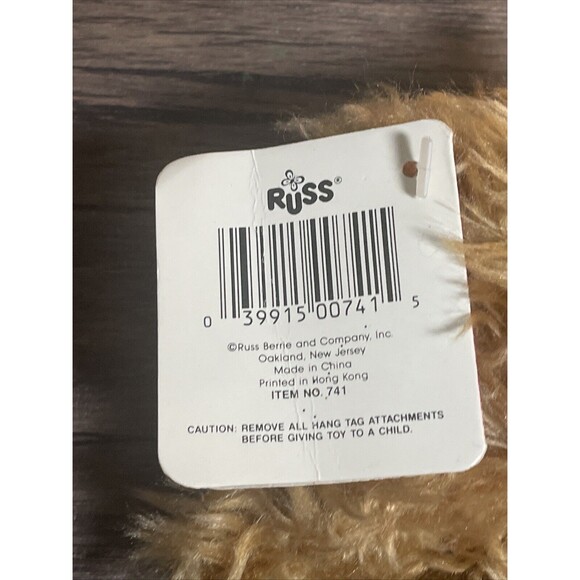 RUSS®
0 39915 00741 5
©Russ Berrie and Company, Inc.
Oakland, New Jersey
Made in China
Printed in Hong Kong
ITEM NO. 741
CAUTION: REMOVE ALL HANG TAG ATTACHMENTS
BEFORE GIVING TOY TO A CHILD.